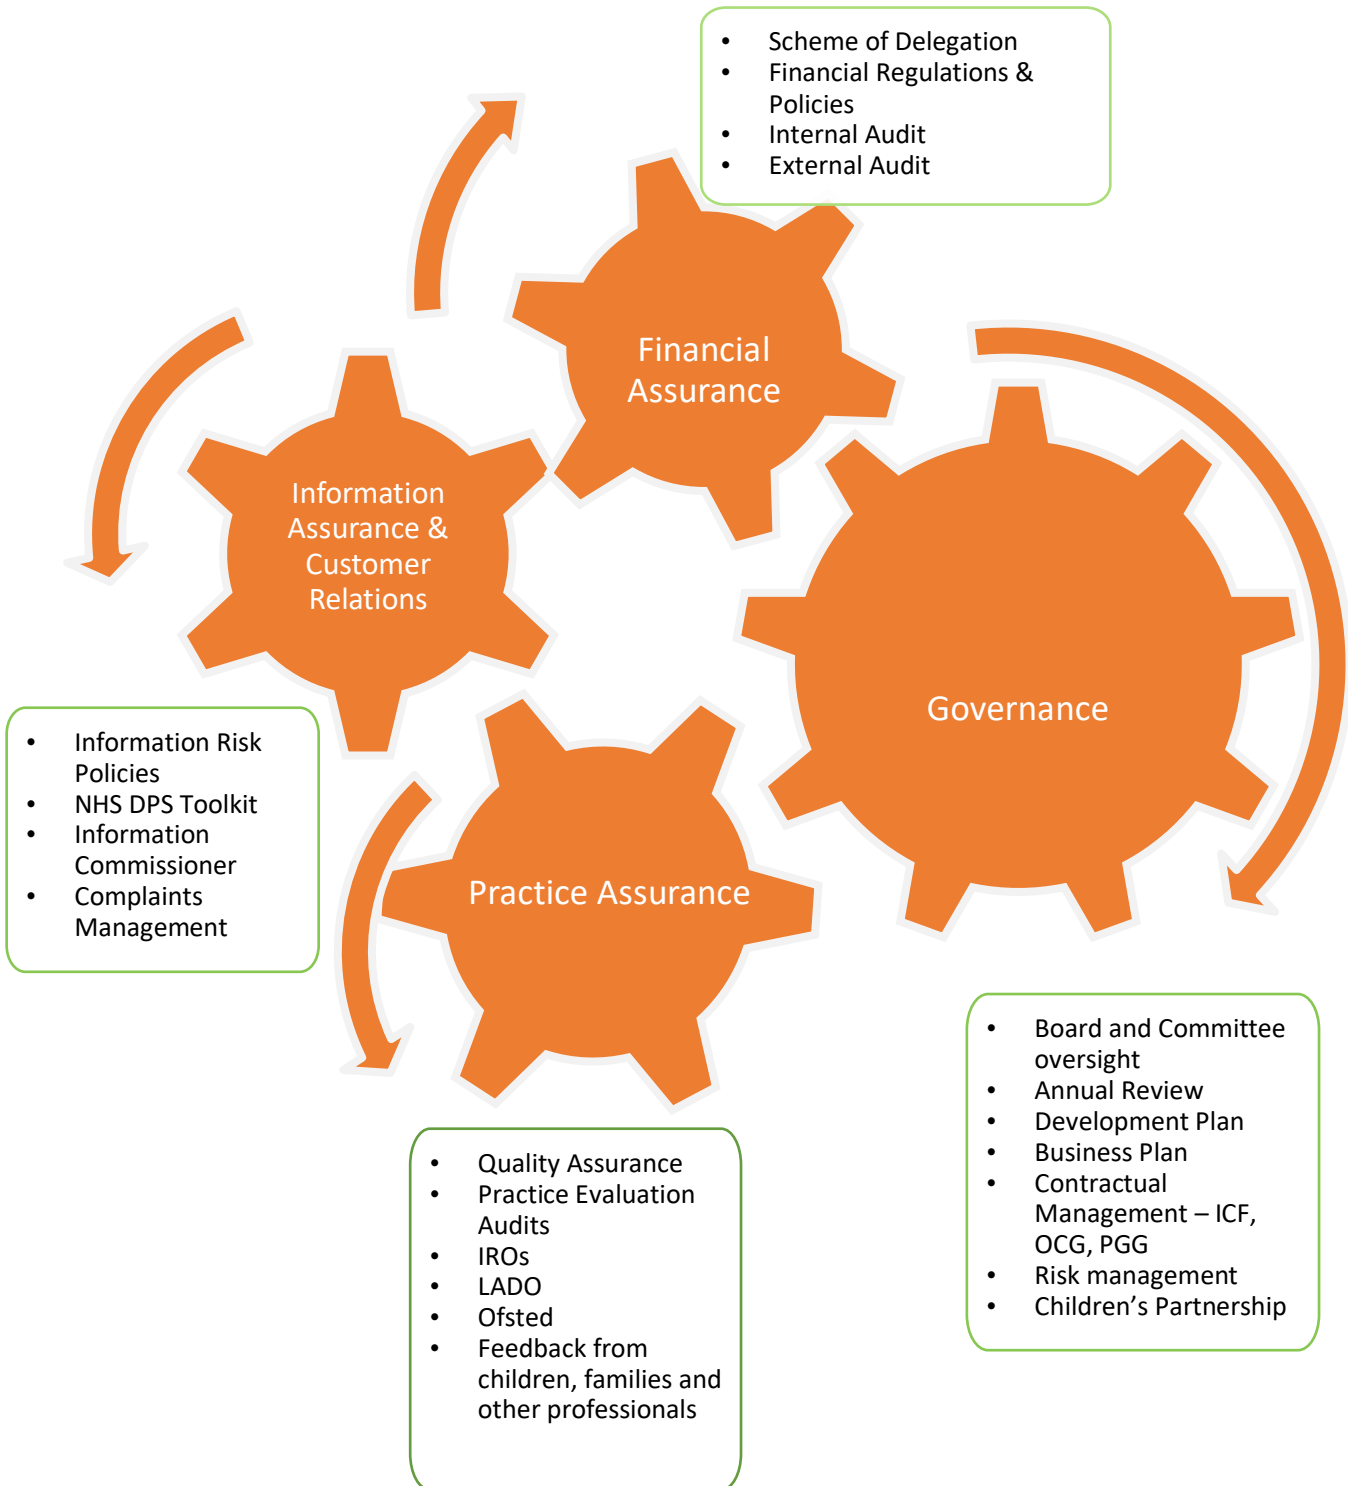 • Scheme of Delegation
• Financial Regulations &
Policies
• Internal Audit
• External Audit
Financial
Assurance
Information
Assurance &
Customer
Relations
Governance
• Information Risk
Policies
• NHS DPS Toolkit
• Information
Commissioner
• Complaints
Management
Practice Assurance
• Board and Committee
oversight
• Annual Review
• Development Plan
• Business Plan
• Contractual
Management – ICF,
OCG, PGG
• Risk management
• Children’s Partnership
• Quality Assurance
• Practice Evaluation
Audits
• IROs
• LADO
• Ofsted
• Feedback from
children, families and
other professionals